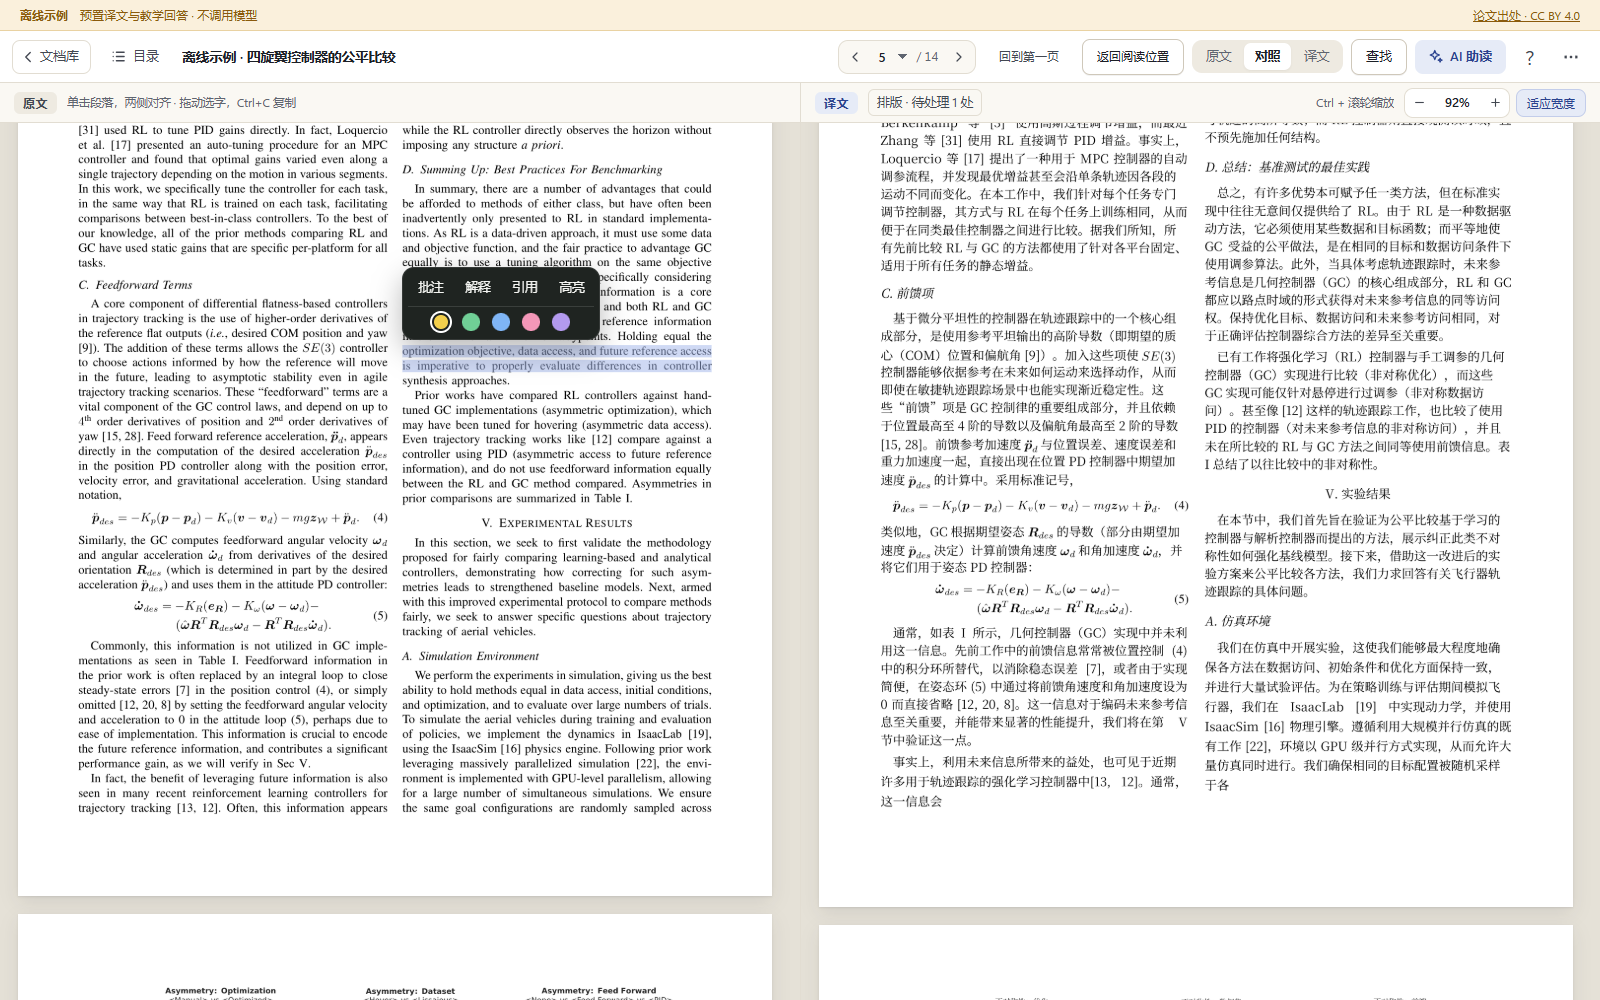 离线示例 预置译文与教学回答 · 不调用模型 论文出处 · CC BY 4.0
文档库 目录 离线示例 · 四旋翼控制器的公平比较 5 / 14 回到第一页 返回阅读位置 原文 对照 译文 查找 AI 助读 ? ···
原文 单击段落，两侧对齐 · 拖动选字，Ctrl+C 复制
译文 排版 · 待处理 1 处 Ctrl + 滚轮缩放 − 92% + 适应宽度
[31] used RL to tune PID gains directly. In fact, Loquercio
et al. [17] presented an auto-tuning procedure for an MPC
controller and found that optimal gains varied even along a
single trajectory depending on the motion in various segments.
In this work, we specifically tune the controller for each task,
in the same way that RL is trained on each task, facilitating
comparisons between best-in-class controllers. To the best of
our knowledge, all of the prior methods comparing RL and
GC have used static gains that are specific per-platform for all
tasks.
C. Feedforward Terms
A core component of differential flatness-based controllers
in trajectory tracking is the use of higher-order derivatives of
the reference flat outputs (i.e., desired COM position and yaw
[9]). The addition of these terms allows the SE(3) controller
to choose actions informed by how the reference will move
in the future, leading to asymptotic stability even in agile
trajectory tracking scenarios. These “feedforward” terms are a
vital component of the GC control laws, and depend on up to
4th order derivatives of position and 2nd order derivatives of
yaw [15, 28]. Feed forward reference acceleration, p̈_d, appears
directly in the computation of the desired acceleration p̈_des
in the position PD controller along with the position error,
velocity error, and gravitational acceleration. Using standard
notation,
p̈_des = −K_p(p − p_d) − K_v(v − v_d) − mgz_W + p̈_d. (4)
Similarly, the GC computes feedforward angular velocity ω_d
and angular acceleration ω̇_d from derivatives of the desired
orientation R_des (which is determined in part by the desired
acceleration p̈_des) and uses them in the attitude PD controller:
ω̇_des = −K_R(e_R) − K_ω(ω − ω_d)−
(ω̂R^T R_des ω_d − R^T R_des ω̇_d). (5)
Commonly, this information is not utilized in GC imple-
mentations as seen in Table I. Feedforward information in
the prior work is often replaced by an integral loop to close
steady-state errors [7] in the position control (4), or simply
omitted [12, 20, 8] by setting the feedforward angular velocity
and acceleration to 0 in the attitude loop (5), perhaps due to
ease of implementation. This information is crucial to encode
the future reference information, and contributes a significant
performance gain, as we will verify in Sec V.
In fact, the benefit of leveraging future information is also
seen in many recent reinforcement learning controllers for
trajectory tracking [13, 12]. Often, this information appears
while the RL controller directly observes the horizon without
imposing any structure a priori.
D. Summing Up: Best Practices For Benchmarking
In summary, there are a number of advantages that could
be afforded to methods of either class, but have often been
inadvertently only presented to RL in standard implementa-
tions. As RL is a data-driven approach, it must use some data
and objective function, and the fair practice to advantage GC
equally is to use a tuning algorithm on the same objective
pecifically considering
批注 解释 引用 高亮
nformation is a core
and both RL and GC
reference information
nts. Holding equal the
optimization objective, data access, and future reference access
is imperative to properly evaluate differences in controller
synthesis approaches.
Prior works have compared RL controllers against hand-
tuned GC implementations (asymmetric optimization), which
may have been tuned for hovering (asymmetric data access).
Even trajectory tracking works like [12] compare against a
controller using PID (asymmetric access to future reference
information), and do not use feedforward information equally
between the RL and GC method compared. Asymmetries in
prior comparisons are summarized in Table I.
V. EXPERIMENTAL RESULTS
In this section, we seek to first validate the methodology
proposed for fairly comparing learning-based and analytical
controllers, demonstrating how correcting for such asym-
metries leads to strengthened baseline models. Next, armed
with this improved experimental protocol to compare methods
fairly, we seek to answer specific questions about trajectory
tracking of aerial vehicles.
A. Simulation Environment
We perform the experiments in simulation, giving us the best
ability to hold methods equal in data access, initial conditions,
and optimization, and to evaluate over large numbers of trials.
To simulate the aerial vehicles during training and evaluation
of policies, we implement the dynamics in IsaacLab [19],
using the IsaacSim [16] physics engine. Following prior work
leveraging massively parallelized simulation [22], the envi-
ronment is implemented with GPU-level parallelism, allowing
for a large number of simultaneous simulations. We ensure
the same goal configurations are randomly sampled across
Asymmetry: Optimization Asymmetry: Dataset Asymmetry: Feed Forward
Berkenkamp 等 [3] 使用高斯过程调节增益，而最近
Zhang 等 [31] 使用 RL 直接调节 PID 增益。事实上，
Loquercio 等 [17] 提出了一种用于 MPC 控制器的自动
调参流程，并发现最优增益甚至会沿单条轨迹因各段的
运动不同而变化。在本工作中，我们针对每个任务专门
调节控制器，其方式与 RL 在每个任务上训练相同，从而
便于在同类最佳控制器之间进行比较。据我们所知，所
有先前比较 RL 与 GC 的方法都使用了针对各平台固定、
适用于所有任务的静态增益。
C. 前馈项
基于微分平坦性的控制器在轨迹跟踪中的一个核心组
成部分，是使用参考平坦输出的高阶导数（即期望的质
心（COM）位置和偏航角 [9]）。加入这些项使 SE(3)
控制器能够依据参考在未来如何运动来选择动作，从而
即使在敏捷轨迹跟踪场景中也能实现渐近稳定性。这
些“前馈”项是 GC 控制律的重要组成部分，并且依赖
于位置最高至 4 阶的导数以及偏航角最高至 2 阶的导数
[15, 28]。前馈参考加速度 p̈_d 与位置误差、速度误差和
重力加速度一起，直接出现在位置 PD 控制器中期望加
速度 p̈_des 的计算中。采用标准记号，
p̈_des = −K_p(p − p_d) − K_v(v − v_d) − mgz_W + p̈_d. (4)
类似地，GC 根据期望姿态 R_des 的导数（部分由期望加
速度 p̈_des 决定）计算前馈角速度 ω_d 和角加速度 ω̇_d，并
将它们用于姿态 PD 控制器：
ω̇_des = −K_R(e_R) − K_ω(ω − ω_d)−
(ω̂R^T R_des ω_d − R^T R_des ω̇_d). (5)
通常，如表 I 所示，几何控制器（GC）实现中并未利
用这一信息。先前工作中的前馈信息常常被位置控制 (4)
中的积分环所替代，以消除稳态误差 [7]，或者由于实现
简便，在姿态环 (5) 中通过将前馈角速度和角加速度设为
0 而直接省略 [12, 20, 8]。这一信息对于编码未来参考信
息至关重要，并能带来显著的性能提升，我们将在第 V
节中验证这一点。
事实上，利用未来信息所带来的益处，也可见于近期
许多用于轨迹跟踪的强化学习控制器中[13, 12]。通常，
这一信息会
不预先施加任何结构。
D. 总结：基准测试的最佳实践
总之，有许多优势本可赋予任一类方法，但在标准实
现中往往无意间仅提供给了 RL。由于 RL 是一种数据驱
动方法，它必须使用某些数据和目标函数；而平等地使
GC 受益的公平做法，是在相同的目标和数据访问条件下
使用调参算法。此外，当具体考虑轨迹跟踪时，未来参
考信息是几何控制器（GC）的核心组成部分，RL 和 GC
都应以路点时域的形式获得对未来参考信息的同等访问
权。保持优化目标、数据访问和未来参考访问相同，对
于正确评估控制器综合方法的差异至关重要。
已有工作将强化学习（RL）控制器与手工调参的几何
控制器（GC）实现进行比较（非对称优化），而这些
GC 实现可能仅针对悬停进行过调参（非对称数据访
问）。甚至像 [12] 这样的轨迹跟踪工作，也比较了使用
PID 的控制器（对未来参考信息的非对称访问），并且
未在所比较的 RL 与 GC 方法之间同等使用前馈信息。表
I 总结了以往比较中的非对称性。
V. 实验结果
在本节中，我们首先旨在验证为公平比较基于学习的
控制器与解析控制器而提出的方法，展示纠正此类不对
称性如何强化基线模型。接下来，借助这一改进后的实
验方案来公平比较各方法，我们力求回答有关飞行器轨
迹跟踪的具体问题。
A. 仿真环境
我们在仿真中开展实验，这使我们能够最大程度地确
保各方法在数据访问、初始条件和优化方面保持一致，
并进行大量试验评估。为在策略训练与评估期间模拟飞
行器，我们在 IsaacLab [19] 中实现动力学，并使用
IsaacSim [16] 物理引擎。遵循利用大规模并行仿真的既
有工作 [22]，环境以 GPU 级并行方式实现，从而允许大
量仿真同时进行。我们确保相同的目标配置被随机采样
于各